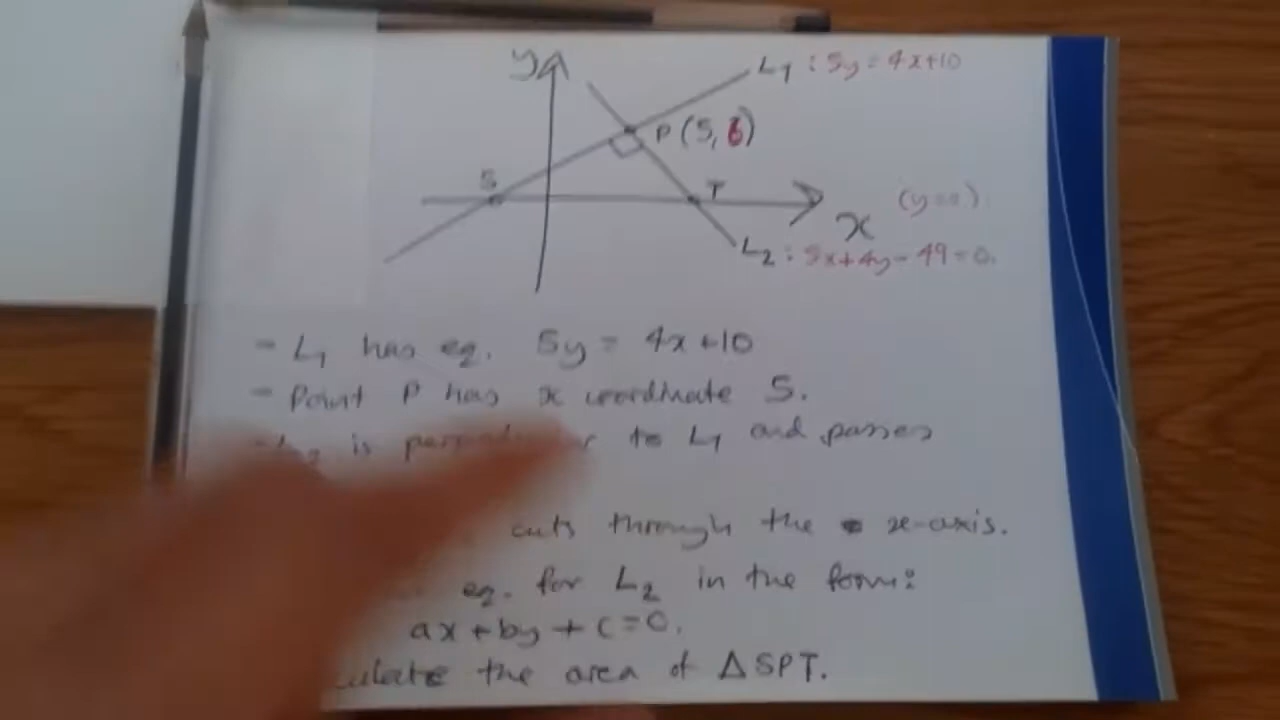 y
L1 : 5y = 4x+10
P (5, 6)
S
T
(y=0)
x
L2 : 5x+4y-49=0.
- L1 has eq. 5y = 4x+10
- Point P has x coordinate 5.
is to L1 and passes
cuts through the x-axis.
eq. for L2 in the form:
ax + by + c = 0.
the area of ΔSPT.